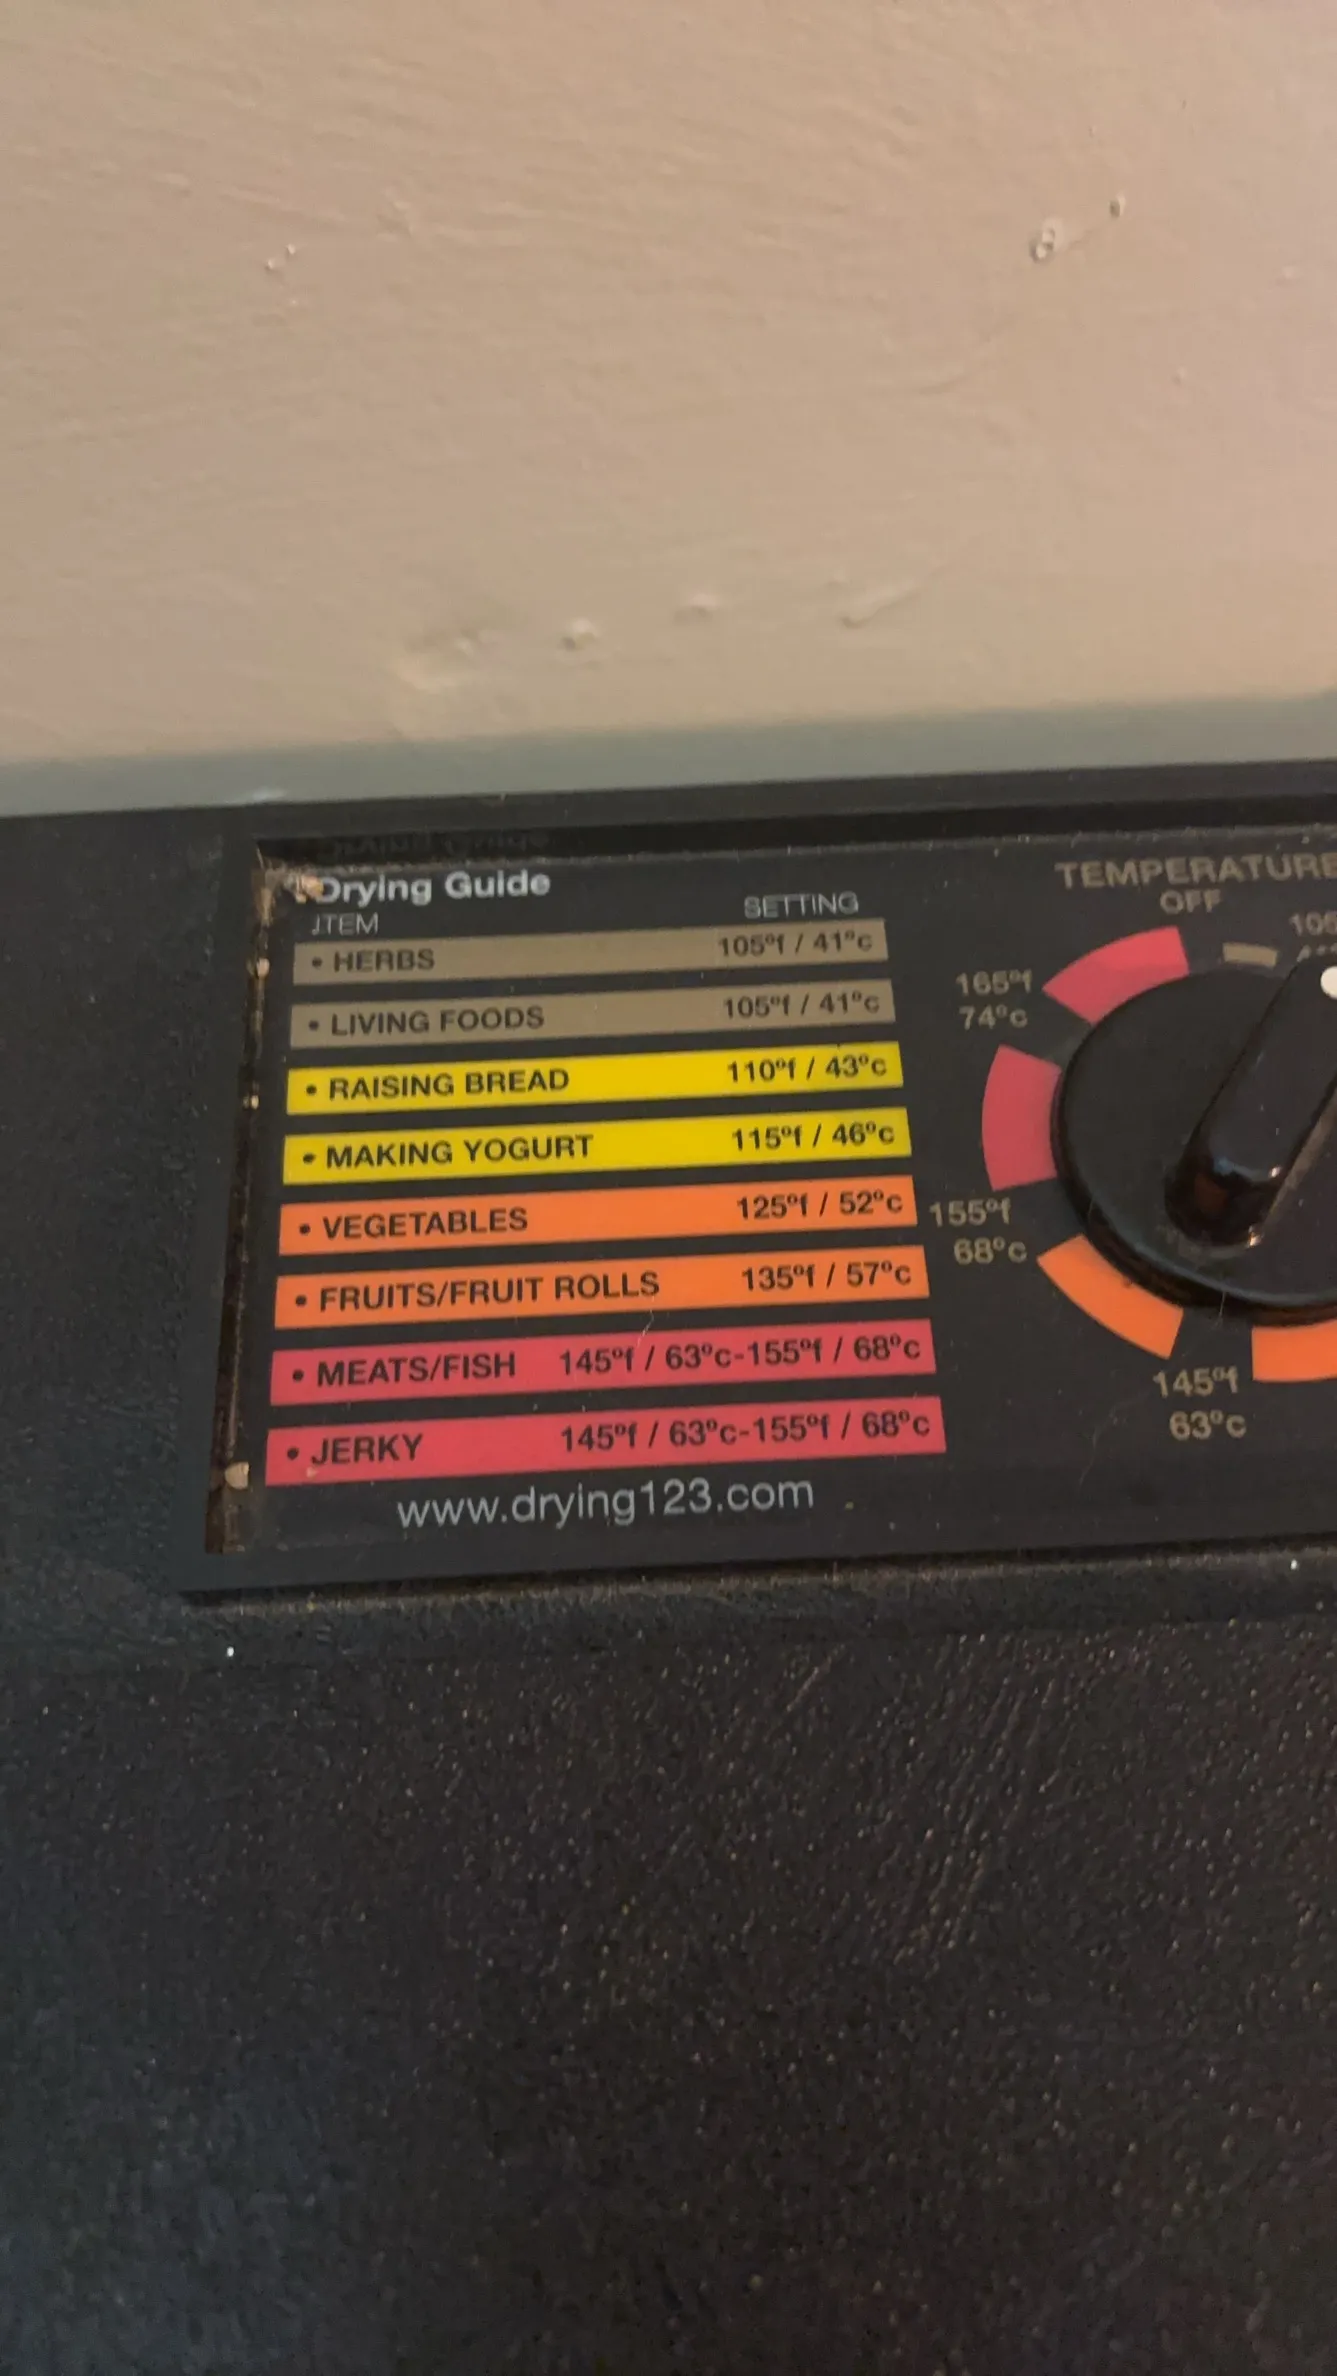 Drying Guide
ITEM SETTING
• HERBS 105ºf / 41ºc
• LIVING FOODS 105ºf / 41ºc
• RAISING BREAD 110ºf / 43ºc
• MAKING YOGURT 115ºf / 46ºc
• VEGETABLES 125ºf / 52ºc
• FRUITS/FRUIT ROLLS 135ºf / 57ºc
• MEATS/FISH 145ºf / 63ºc-155ºf / 68ºc
• JERKY 145ºf / 63ºc-155ºf / 68ºc
www.drying123.com
TEMPERATURE
OFF
165ºf
74ºc
155ºf
68ºc
145ºf
63ºc